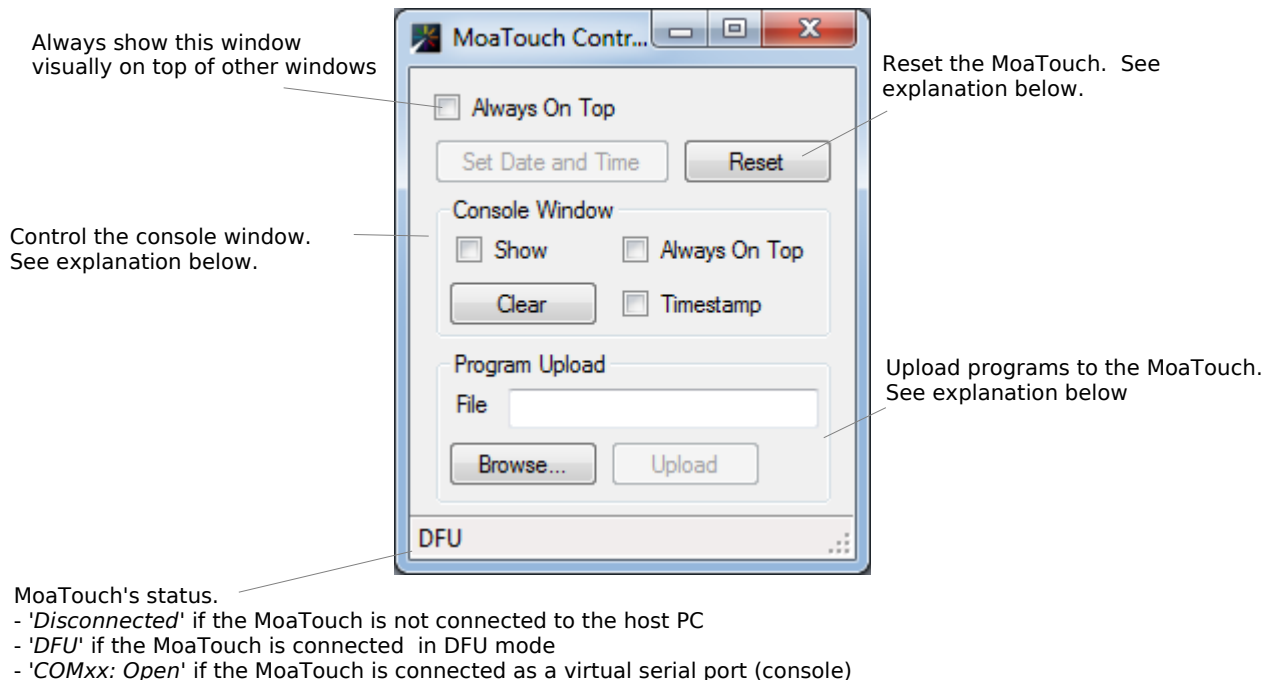 Always show this window
visually on top of other windows
MoaTouch Contr...
Reset the MoaTouch.  See
explanation below.
Always On Top
Set Date and Time
Reset
Control the console window.
See explanation below.
Console Window
Show
Always On Top
Clear
Timestamp
Program Upload
File
Browse...
Upload
Upload programs to the MoaTouch.
See explanation below
DFU
MoaTouch's status.
- 'Disconnected' if the MoaTouch is not connected to the host PC
- 'DFU' if the MoaTouch is connected  in DFU mode
- 'COMxx: Open' if the MoaTouch is connected as a virtual serial port (console)